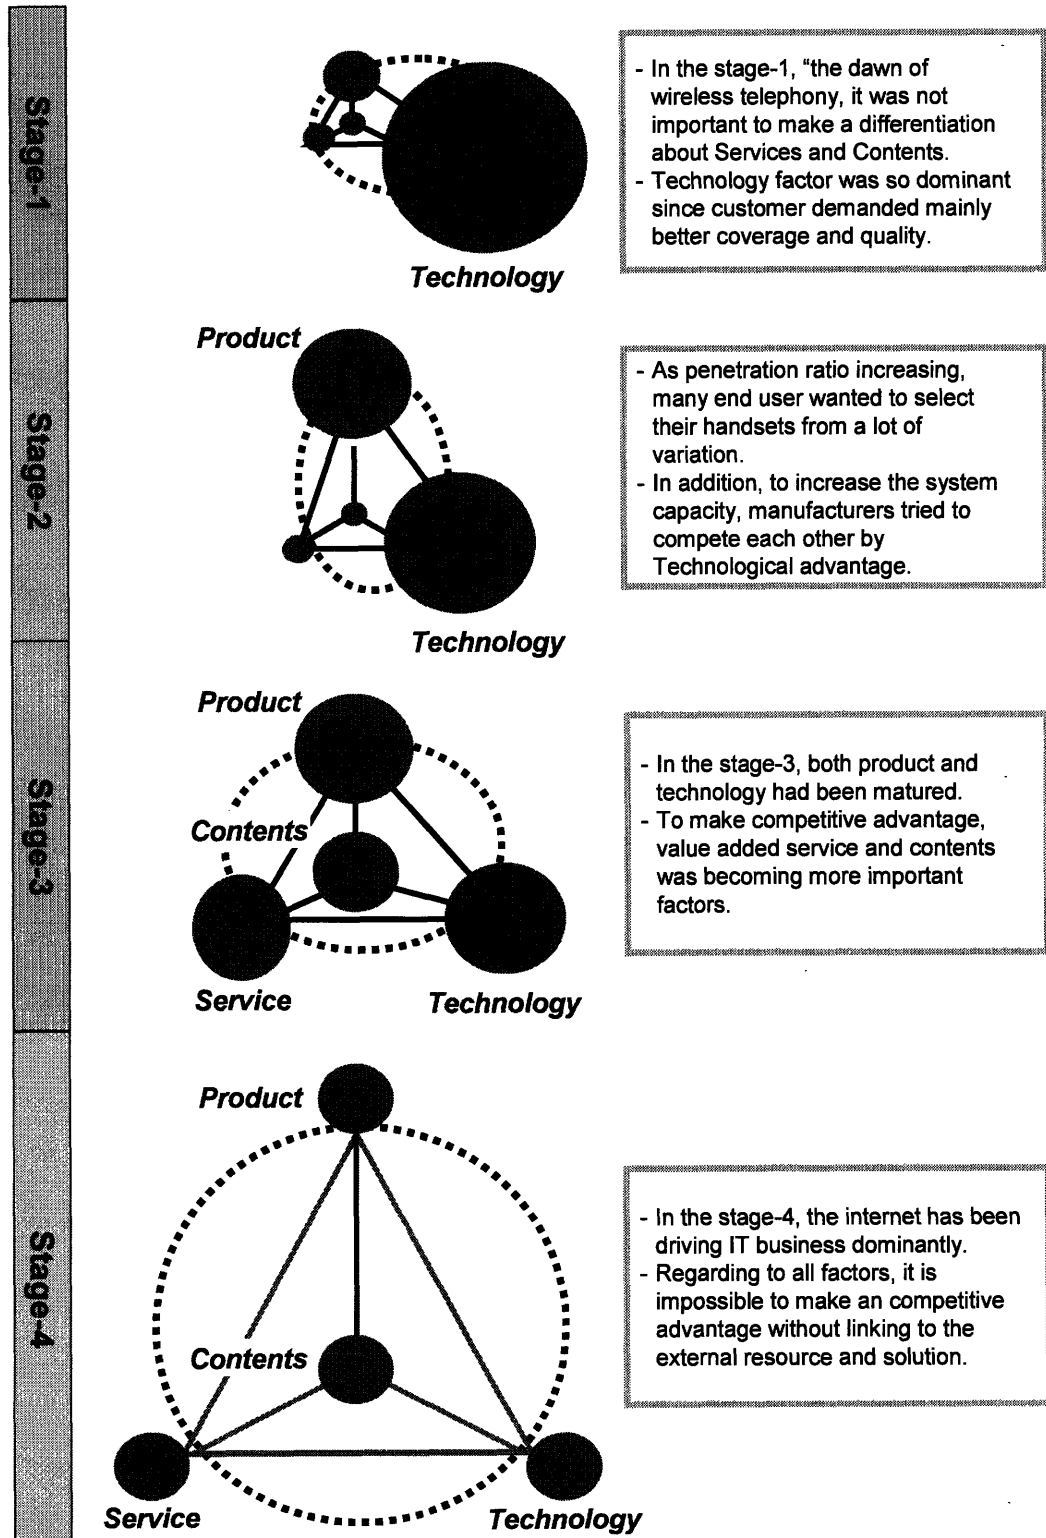 Stage-1
- In the stage-1, “the dawn of
wireless telephony, it was not
important to make a differentiation
about Services and Contents.
- Technology factor was so dominant
since customer demanded mainly
better coverage and quality.
Technology
Stage-2
Product
- As penetration ratio increasing,
many end user wanted to select
their handsets from a lot of
variation.
- In addition, to increase the system
capacity, manufacturers tried to
compete each other by
Technological advantage.
Technology
Stage-3
Product
Contents
- In the stage-3, both product and
technology had been matured.
- To make competitive advantage,
value added service and contents
was becoming more important
factors.
Service
Technology
Stage-4
Product
Contents
- In the stage-4, the internet has been
driving IT business dominantly.
- Regarding to all factors, it is
impossible to make an competitive
advantage without linking to the
external resource and solution.
Service
Technology